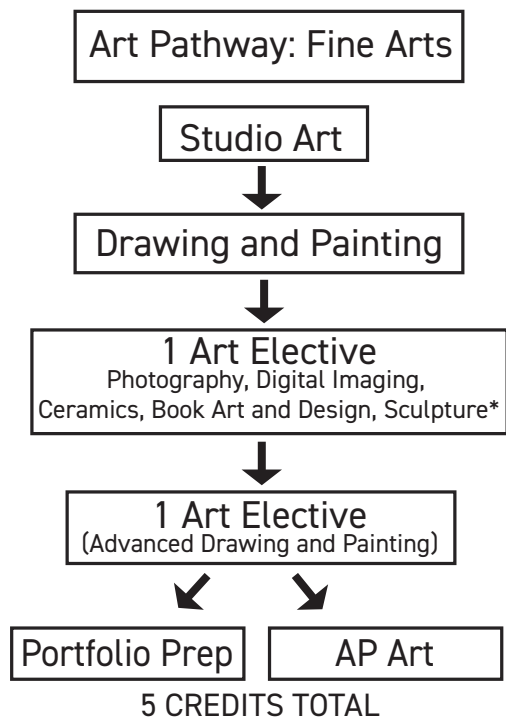 Art Pathway: Fine Arts
Studio Art
Drawing and Painting
1 Art Elective
Photography, Digital Imaging,
Ceramics, Book Art and Design, Sculpture*
1 Art Elective
(Advanced Drawing and Painting)
Portfolio Prep
AP Art
5 CREDITS TOTAL